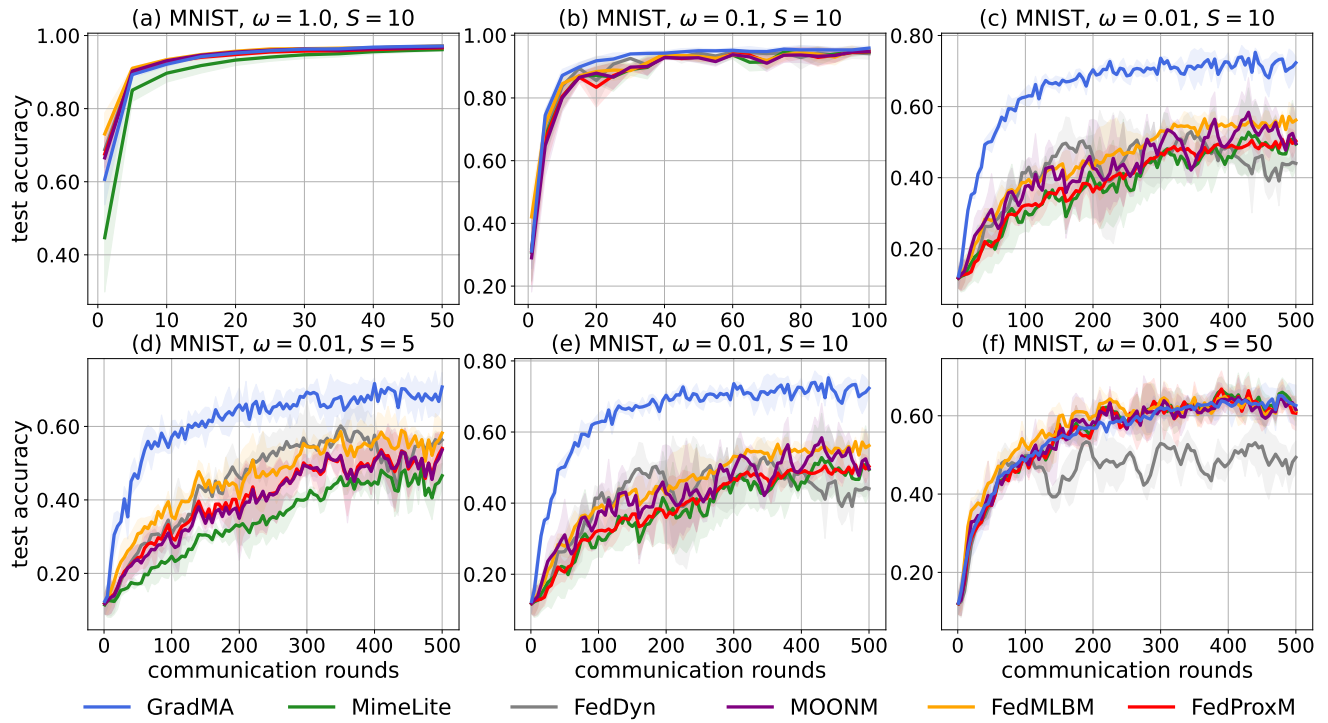 (a) MNIST, ω = 1.0, S = 10
(b) MNIST, ω = 0.1, S = 10
(c) MNIST, ω = 0.01, S = 10
test accuracy
1.00
0.80
0.60
0.40
0 10 20 30 40 50
1.00
0.80
0.60
0.40
0.20
0 20 40 60 80 100
0.80
0.60
0.40
0.20
0 100 200 300 400 500
(d) MNIST, ω = 0.01, S = 5
(e) MNIST, ω = 0.01, S = 10
(f) MNIST, ω = 0.01, S = 50
test accuracy
0.60
0.40
0.20
0 100 200 300 400 500
communication rounds
0.80
0.60
0.40
0.20
0 100 200 300 400 500
communication rounds
0.60
0.40
0.20
0 100 200 300 400 500
communication rounds
GradMA MimeLite FedDyn MOONM FedMLBM FedProxM